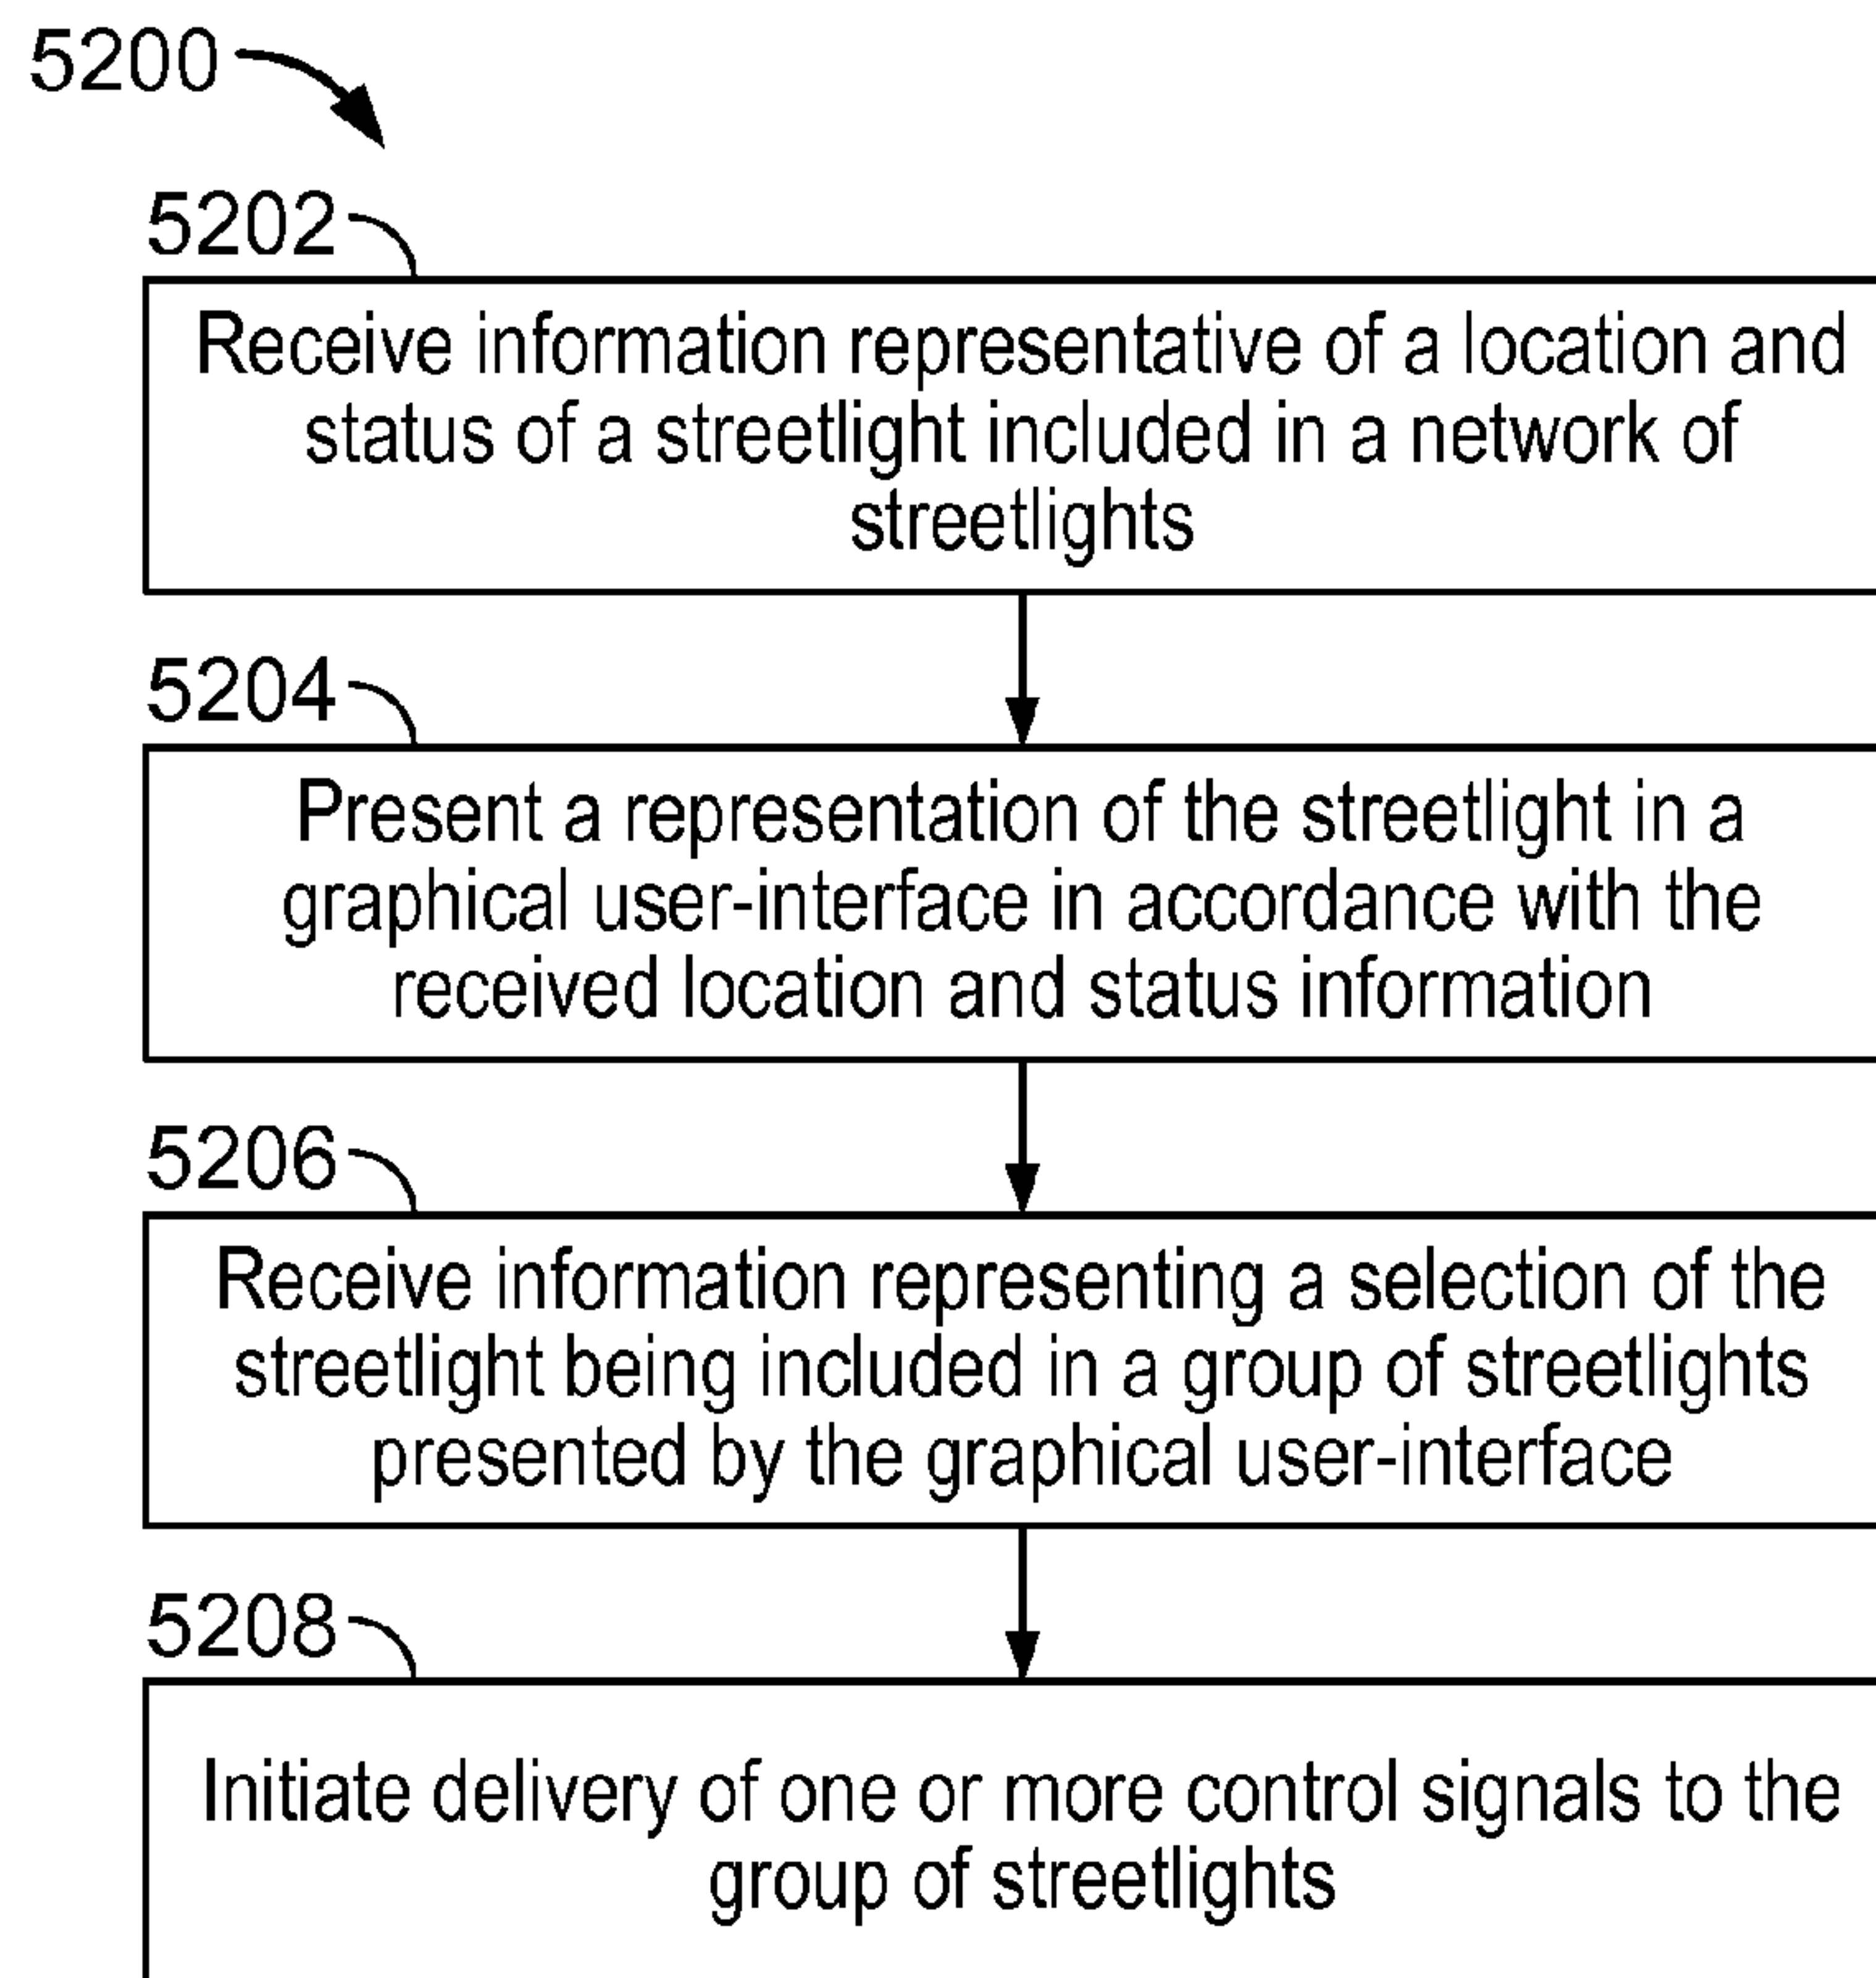 5200
5202
Receive information representative of a location and
status of a streetlight included in a network of
streetlights
5204
Present a representation of the streetlight in a
graphical user-interface in accordance with the
received location and status information
5206
Receive information representing a selection of the
streetlight being included in a group of streetlights
presented by the graphical user-interface
5208
Initiate delivery of one or more control signals to the
group of streetlights